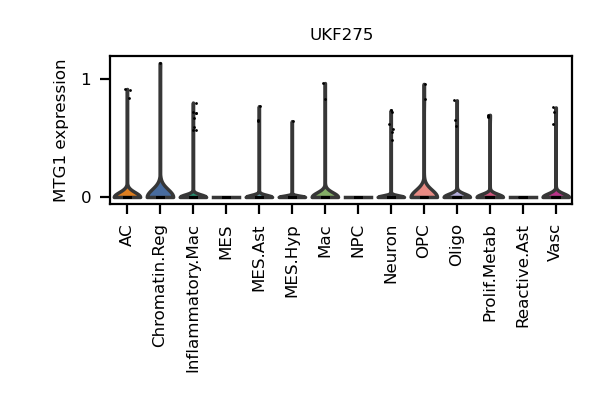 UKF275
MTG1 expression
1
0
AC
Chromatin.Reg
Inflammatory.Mac
MES
MES.Ast
MES.Hyp
Mac
NPC
Neuron
OPC
Oligo
Prolif.Metab
Reactive.Ast
Vasc